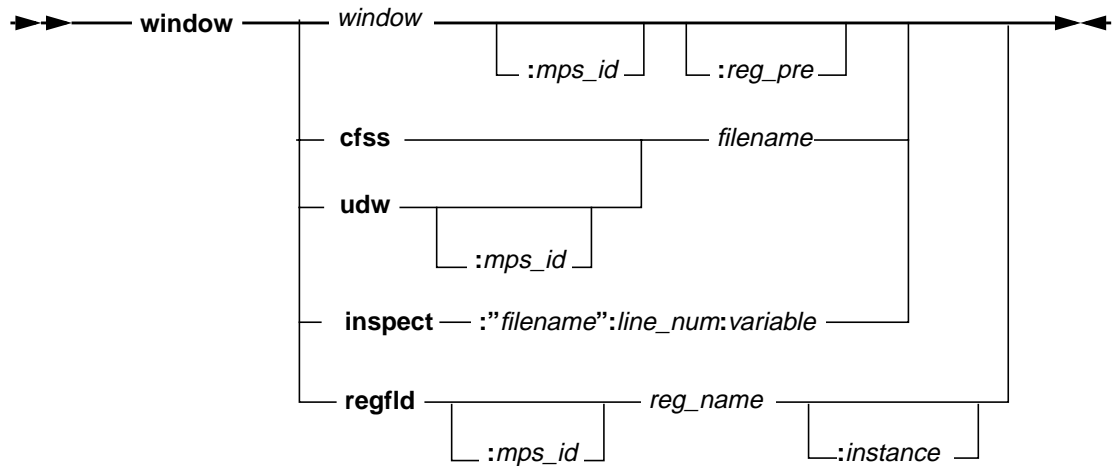 window window
:mps_id :reg_pre
cfss filename
udw
:mps_id
inspect :”filename”:line_num:variable
regfld reg_name
:mps_id :instance